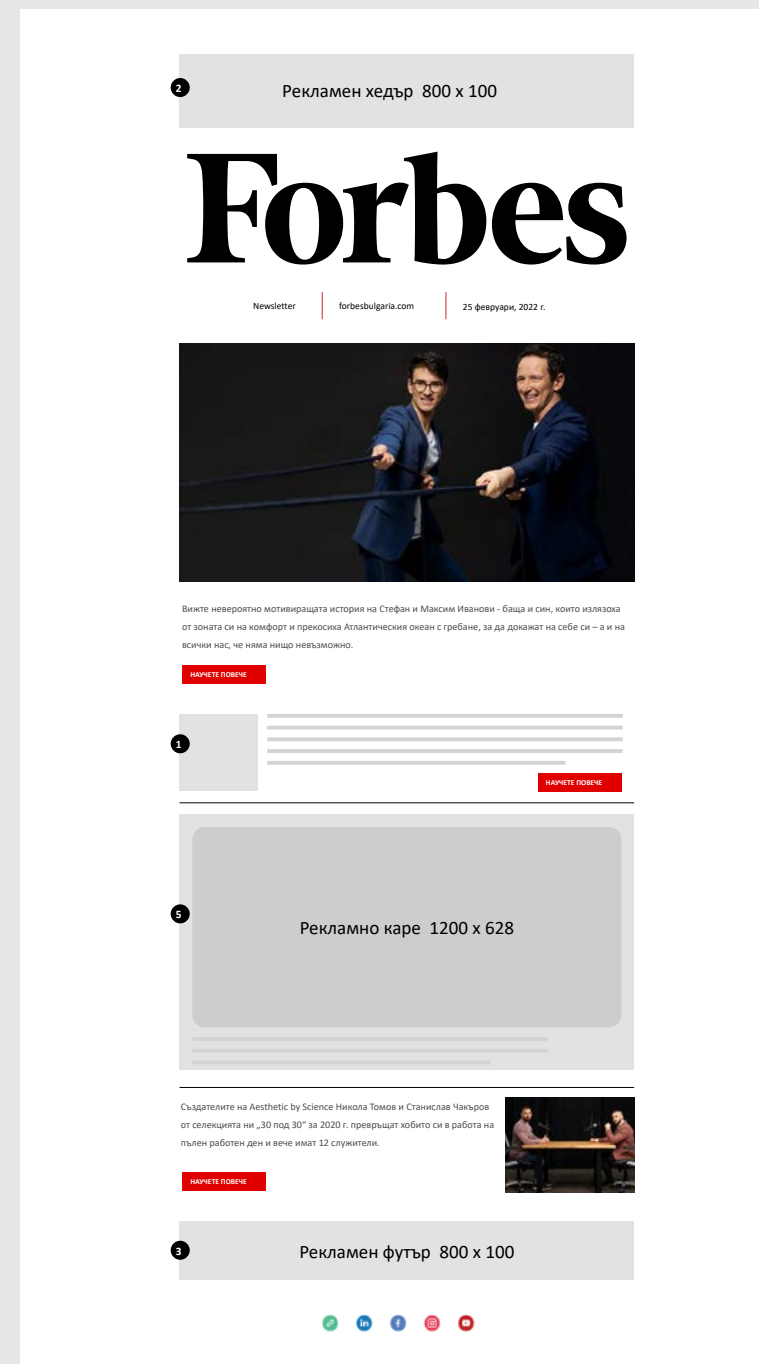 2
Рекламен хедър 800 x 100
Forbes
Newsletter
forbesbulgaria.com
25 февруари, 2022 г.
Вижте невероятно мотивиращата история на Стефан и Максим Иванови - баща и син, които излязоха
от зоната си на комфорт и прекосиха Атлантическия океан с гребане, за да докажат на себе си – а и на
всички нас, че няма нищо невъзможно.
НАУЧЕТЕ ПОВЕЧЕ
1
НАУЧЕТЕ ПОВЕЧЕ
5
Рекламно каре 1200 x 628
Създателите на Aesthetic by Science Никола Томов и Станислав Чакъров
от селекцията ни „30 под 30“ за 2020 г. превръщат хобито си в работа на
пълен работен ден и вече имат 12 служители.
НАУЧЕТЕ ПОВЕЧЕ
3
Рекламен футър 800 x 100
in
f